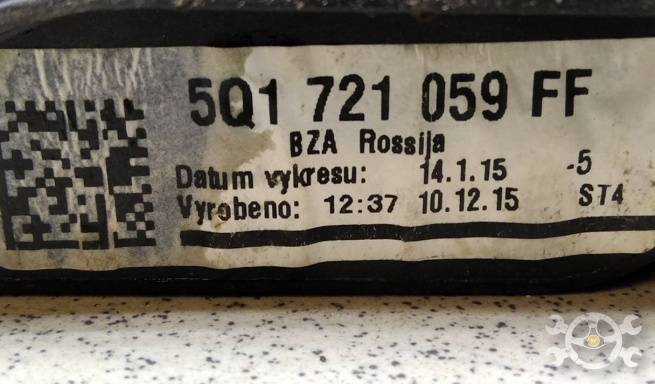 5Q1 721 059 FF
BZA Rossija
Datum vykresu: 14.1.15 -5
Vyrobeno: 12:37 10.12.15 ST4